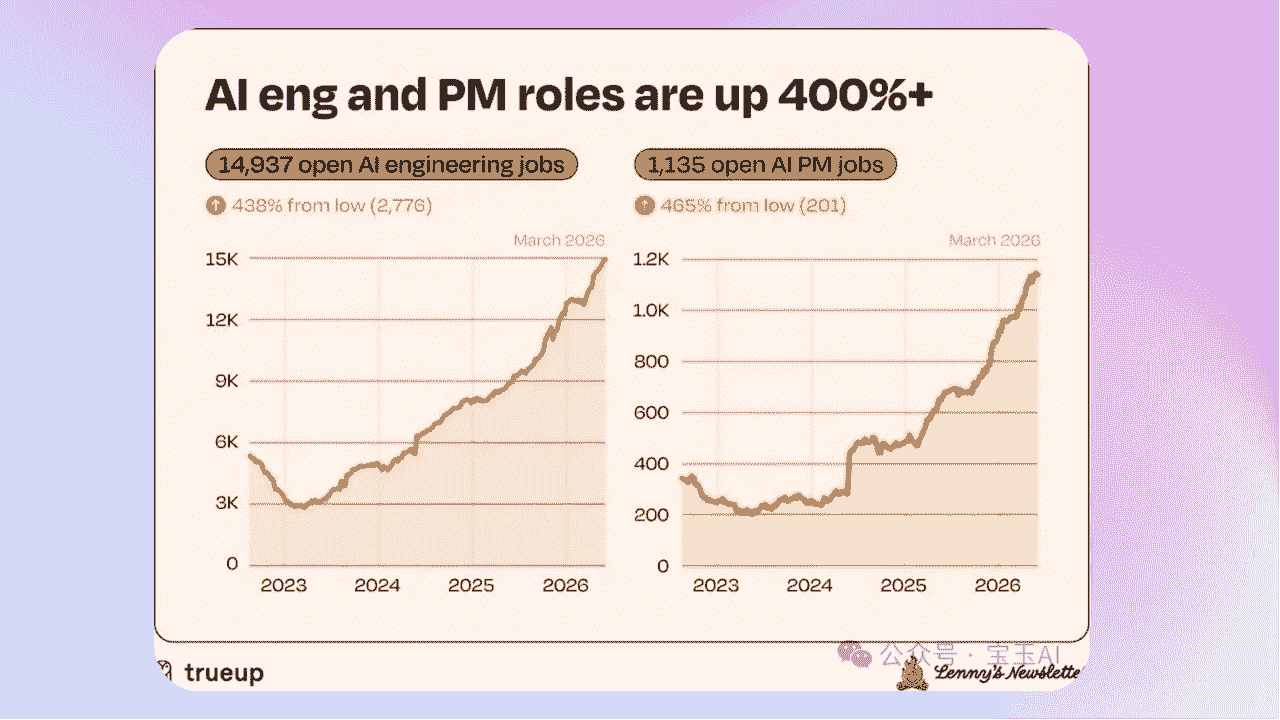 AI eng and PM roles are up 400%+
14,937 open AI engineering jobs
438% from low (2,776)
March 2026
15K
12K
9K
6K
3K
0
2023 2024 2025 2026
1,135 open AI PM jobs
465% from low (201)
March 2026
1.2K
1.0K
800
600
400
200
0
2023 2024 2025 2026
trueup
公众号 · 宝玉AI
Lenny's Newslette